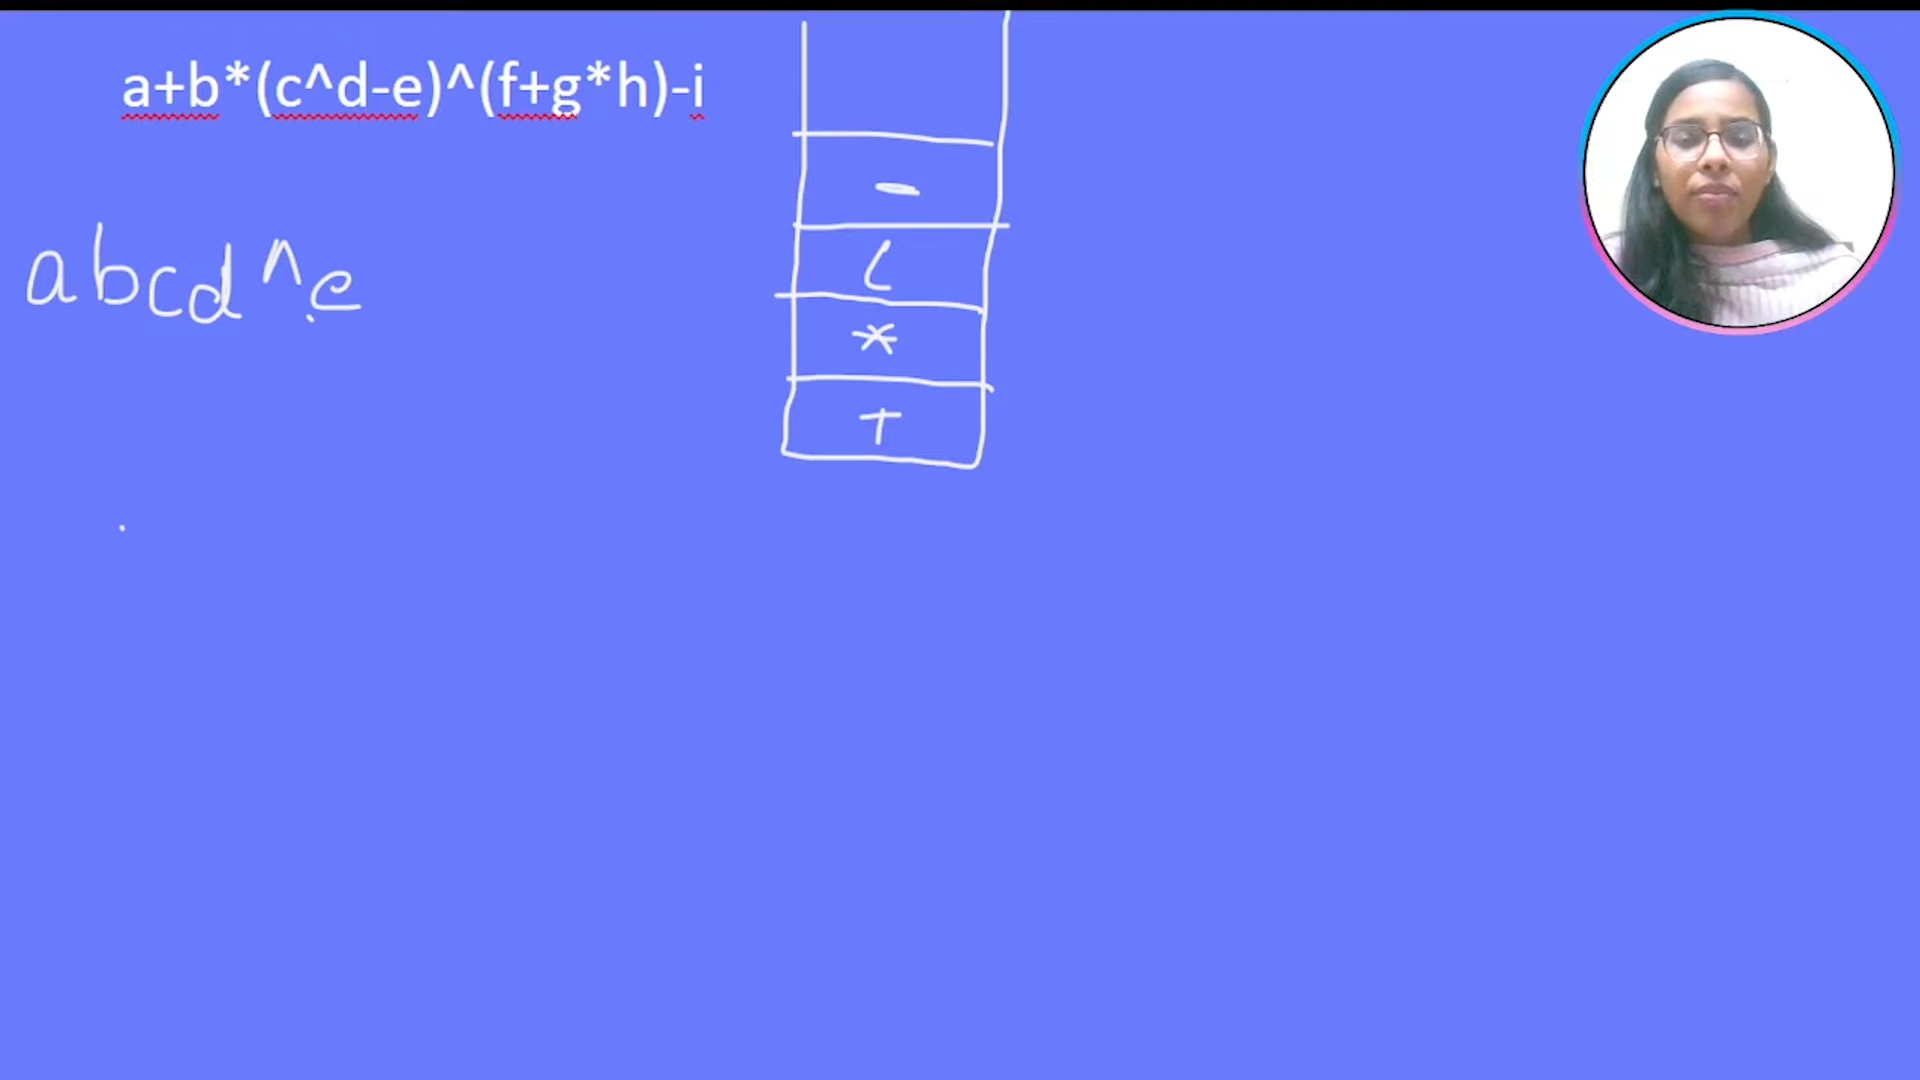 a+b*(c^d-e)^(f+g*h)-i
abcd^e
-
(
*
+